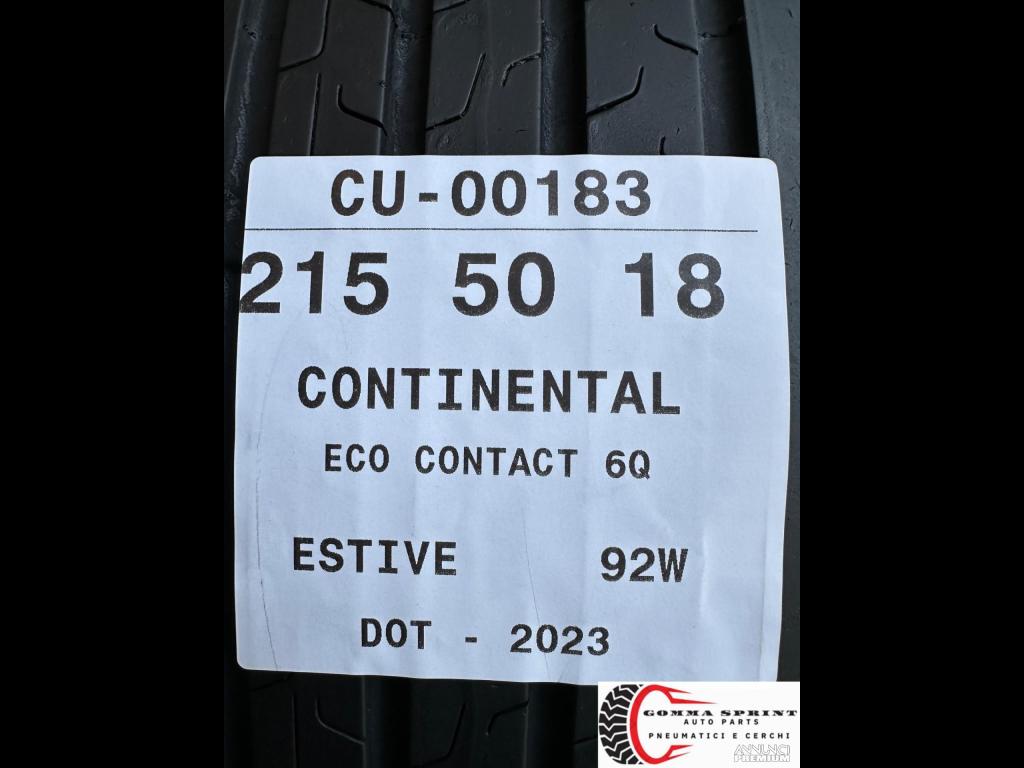 CU-00183
215 50 18
CONTINENTAL
ECO CONTACT 6Q
ESTIVE 92W
DOT - 2023
GOMMA SPRINT
AUTO PARTS
PNEUMATICI E CERCHI
ANNUNCI
PREMIUM